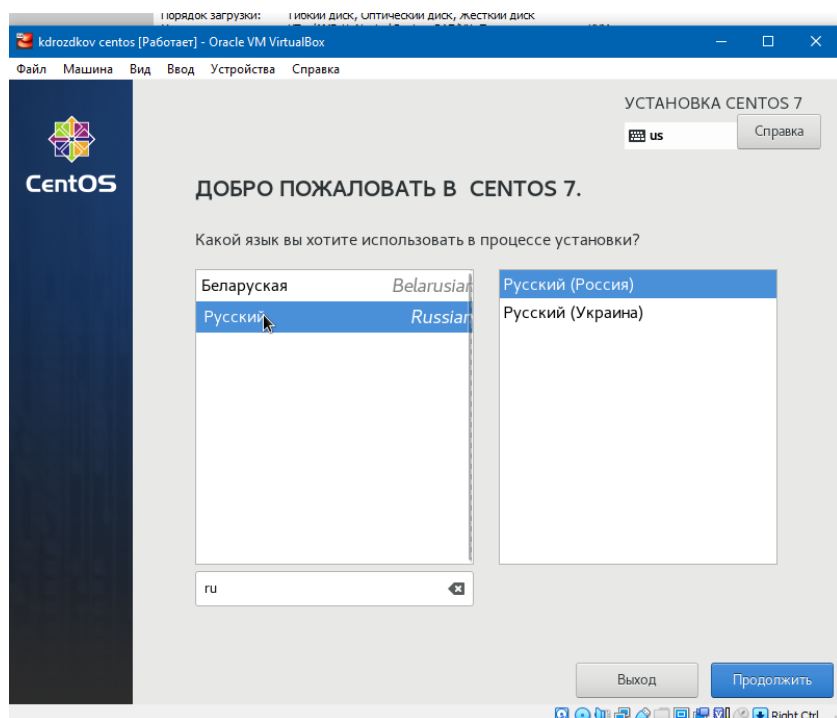 Порядок загрузки: Гибкий диск, Оптический диск, Жесткий диск
kdrozdkov centos [Работает] - Oracle VM VirtualBox
Файл Машина Вид Ввод Устройства Справка
УСТАНОВКА CENTOS 7
us Справка
CentOS
ДОБРО ПОЖАЛОВАТЬ В CENTOS 7.
Какой язык вы хотите использовать в процессе установки?
Беларуская Belarusian
Русский Russian
Русский (Россия)
Русский (Украина)
ru
Выход Продолжить
Right Ctrl